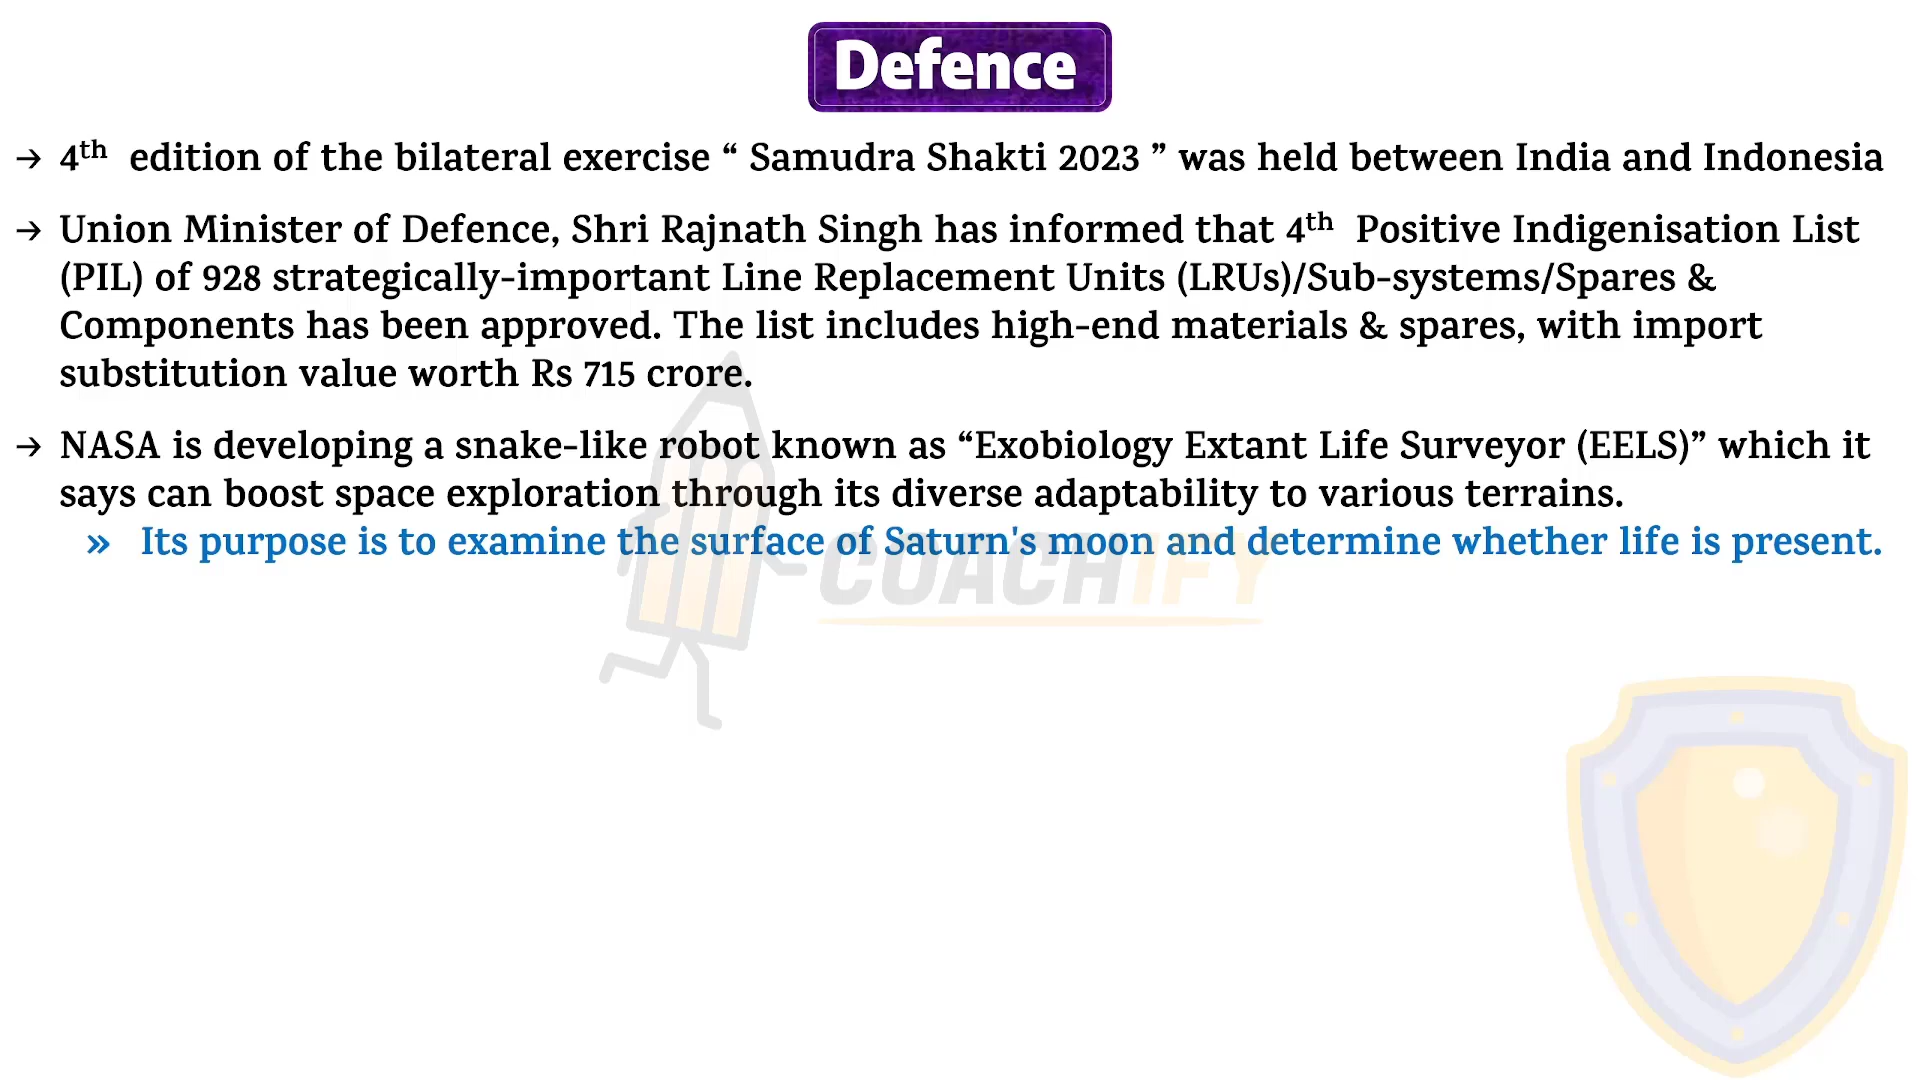 Defence
→ 4th edition of the bilateral exercise “ Samudra Shakti 2023 ” was held between India and Indonesia
→ Union Minister of Defence, Shri Rajnath Singh has informed that 4th Positive Indigenisation List
(PIL) of 928 strategically-important Line Replacement Units (LRUs)/Sub-systems/Spares &
Components has been approved. The list includes high-end materials & spares, with import
substitution value worth Rs 715 crore.
→ NASA is developing a snake-like robot known as “Exobiology Extant Life Surveyor (EELS)” which it
says can boost space exploration through its diverse adaptability to various terrains.
» Its purpose is to examine the surface of Saturn's moon and determine whether life is present.
COACHIFY